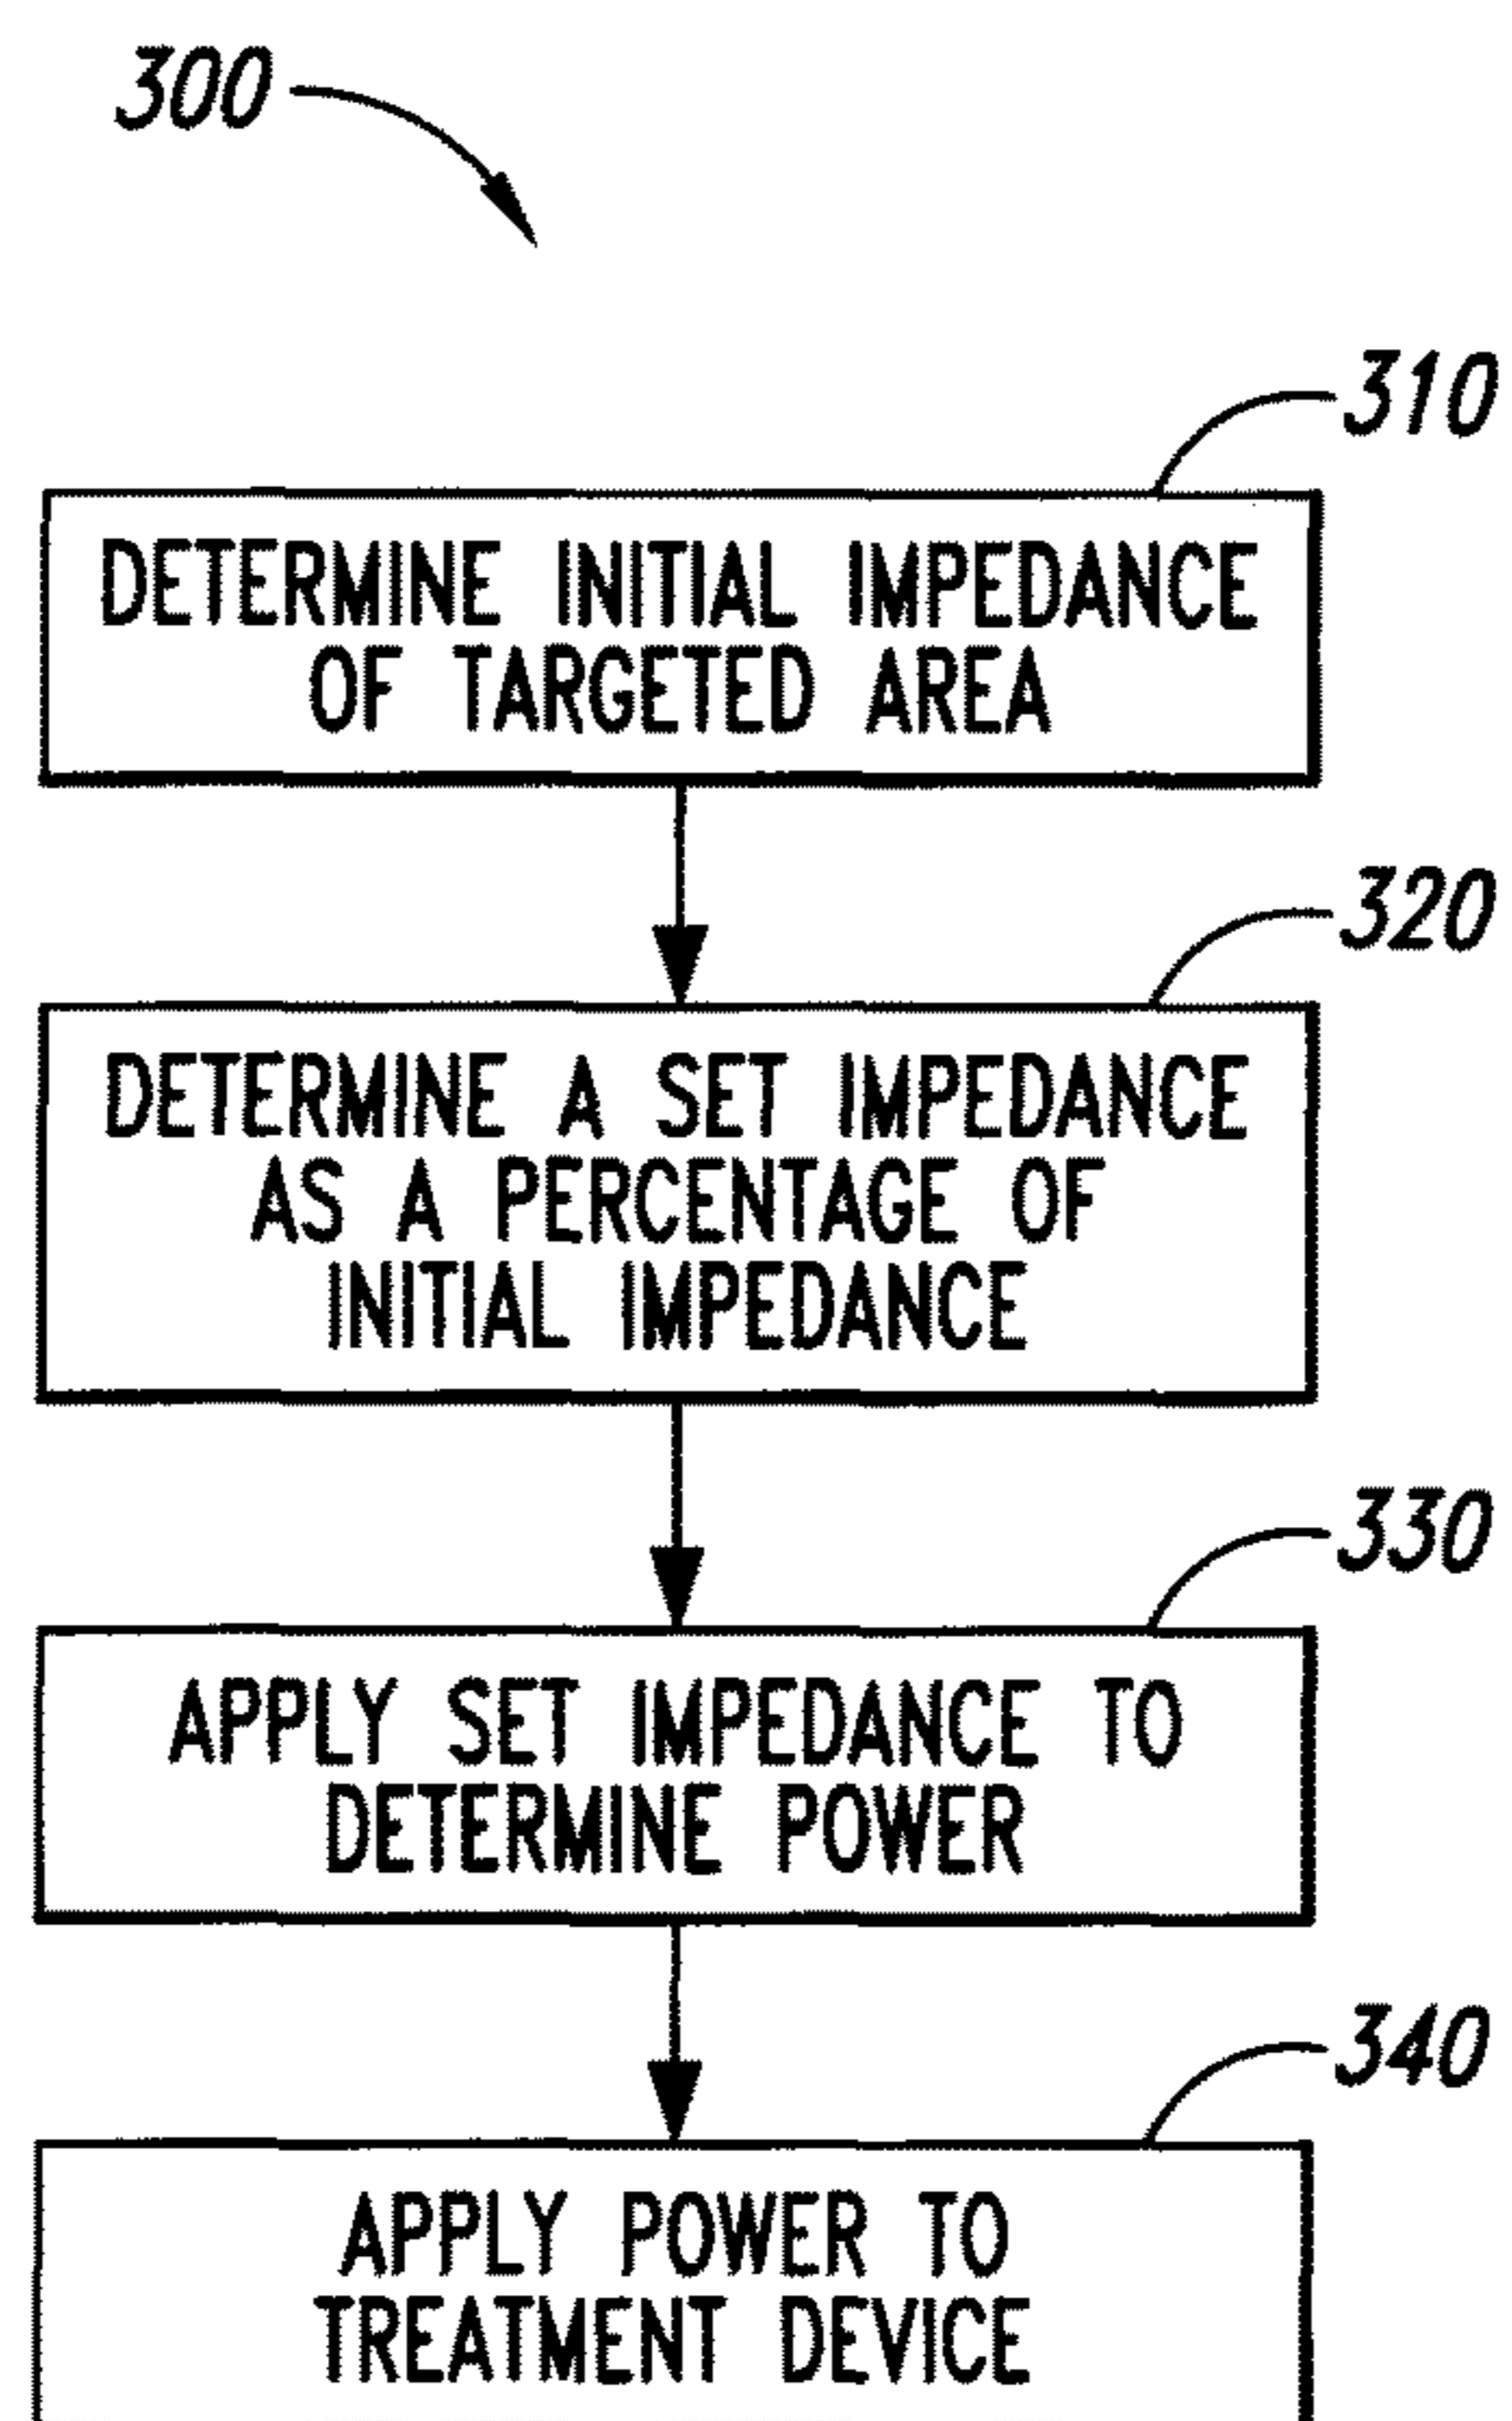 300
310
DETERMINE INITIAL IMPEDANCE
OF TARGETED AREA
320
DETERMINE A SET IMPEDANCE
AS A PERCENTAGE OF
INITIAL IMPEDANCE
330
APPLY SET IMPEDANCE TO
DETERMINE POWER
340
APPLY POWER TO
TREATMENT DEVICE